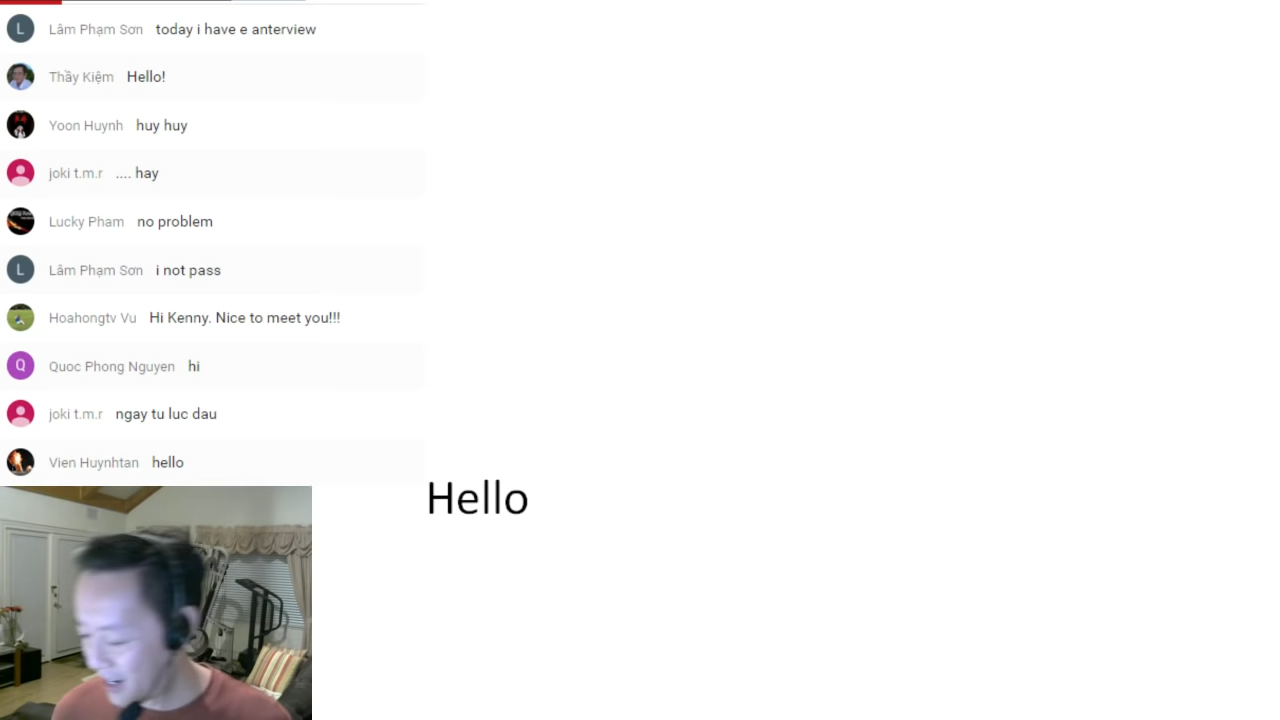 L Lâm Phạm Sơn today i have e anterview
Thầy Kiệm Hello!
Yoon Huynh huy huy
joki t.m.r .... hay
Lucky Pham no problem
L Lâm Phạm Sơn i not pass
Hoahongtv Vu Hi Kenny. Nice to meet you!!!
Q Quoc Phong Nguyen hi
joki t.m.r ngay tu luc dau
Vien Huynhtan hello
Hello